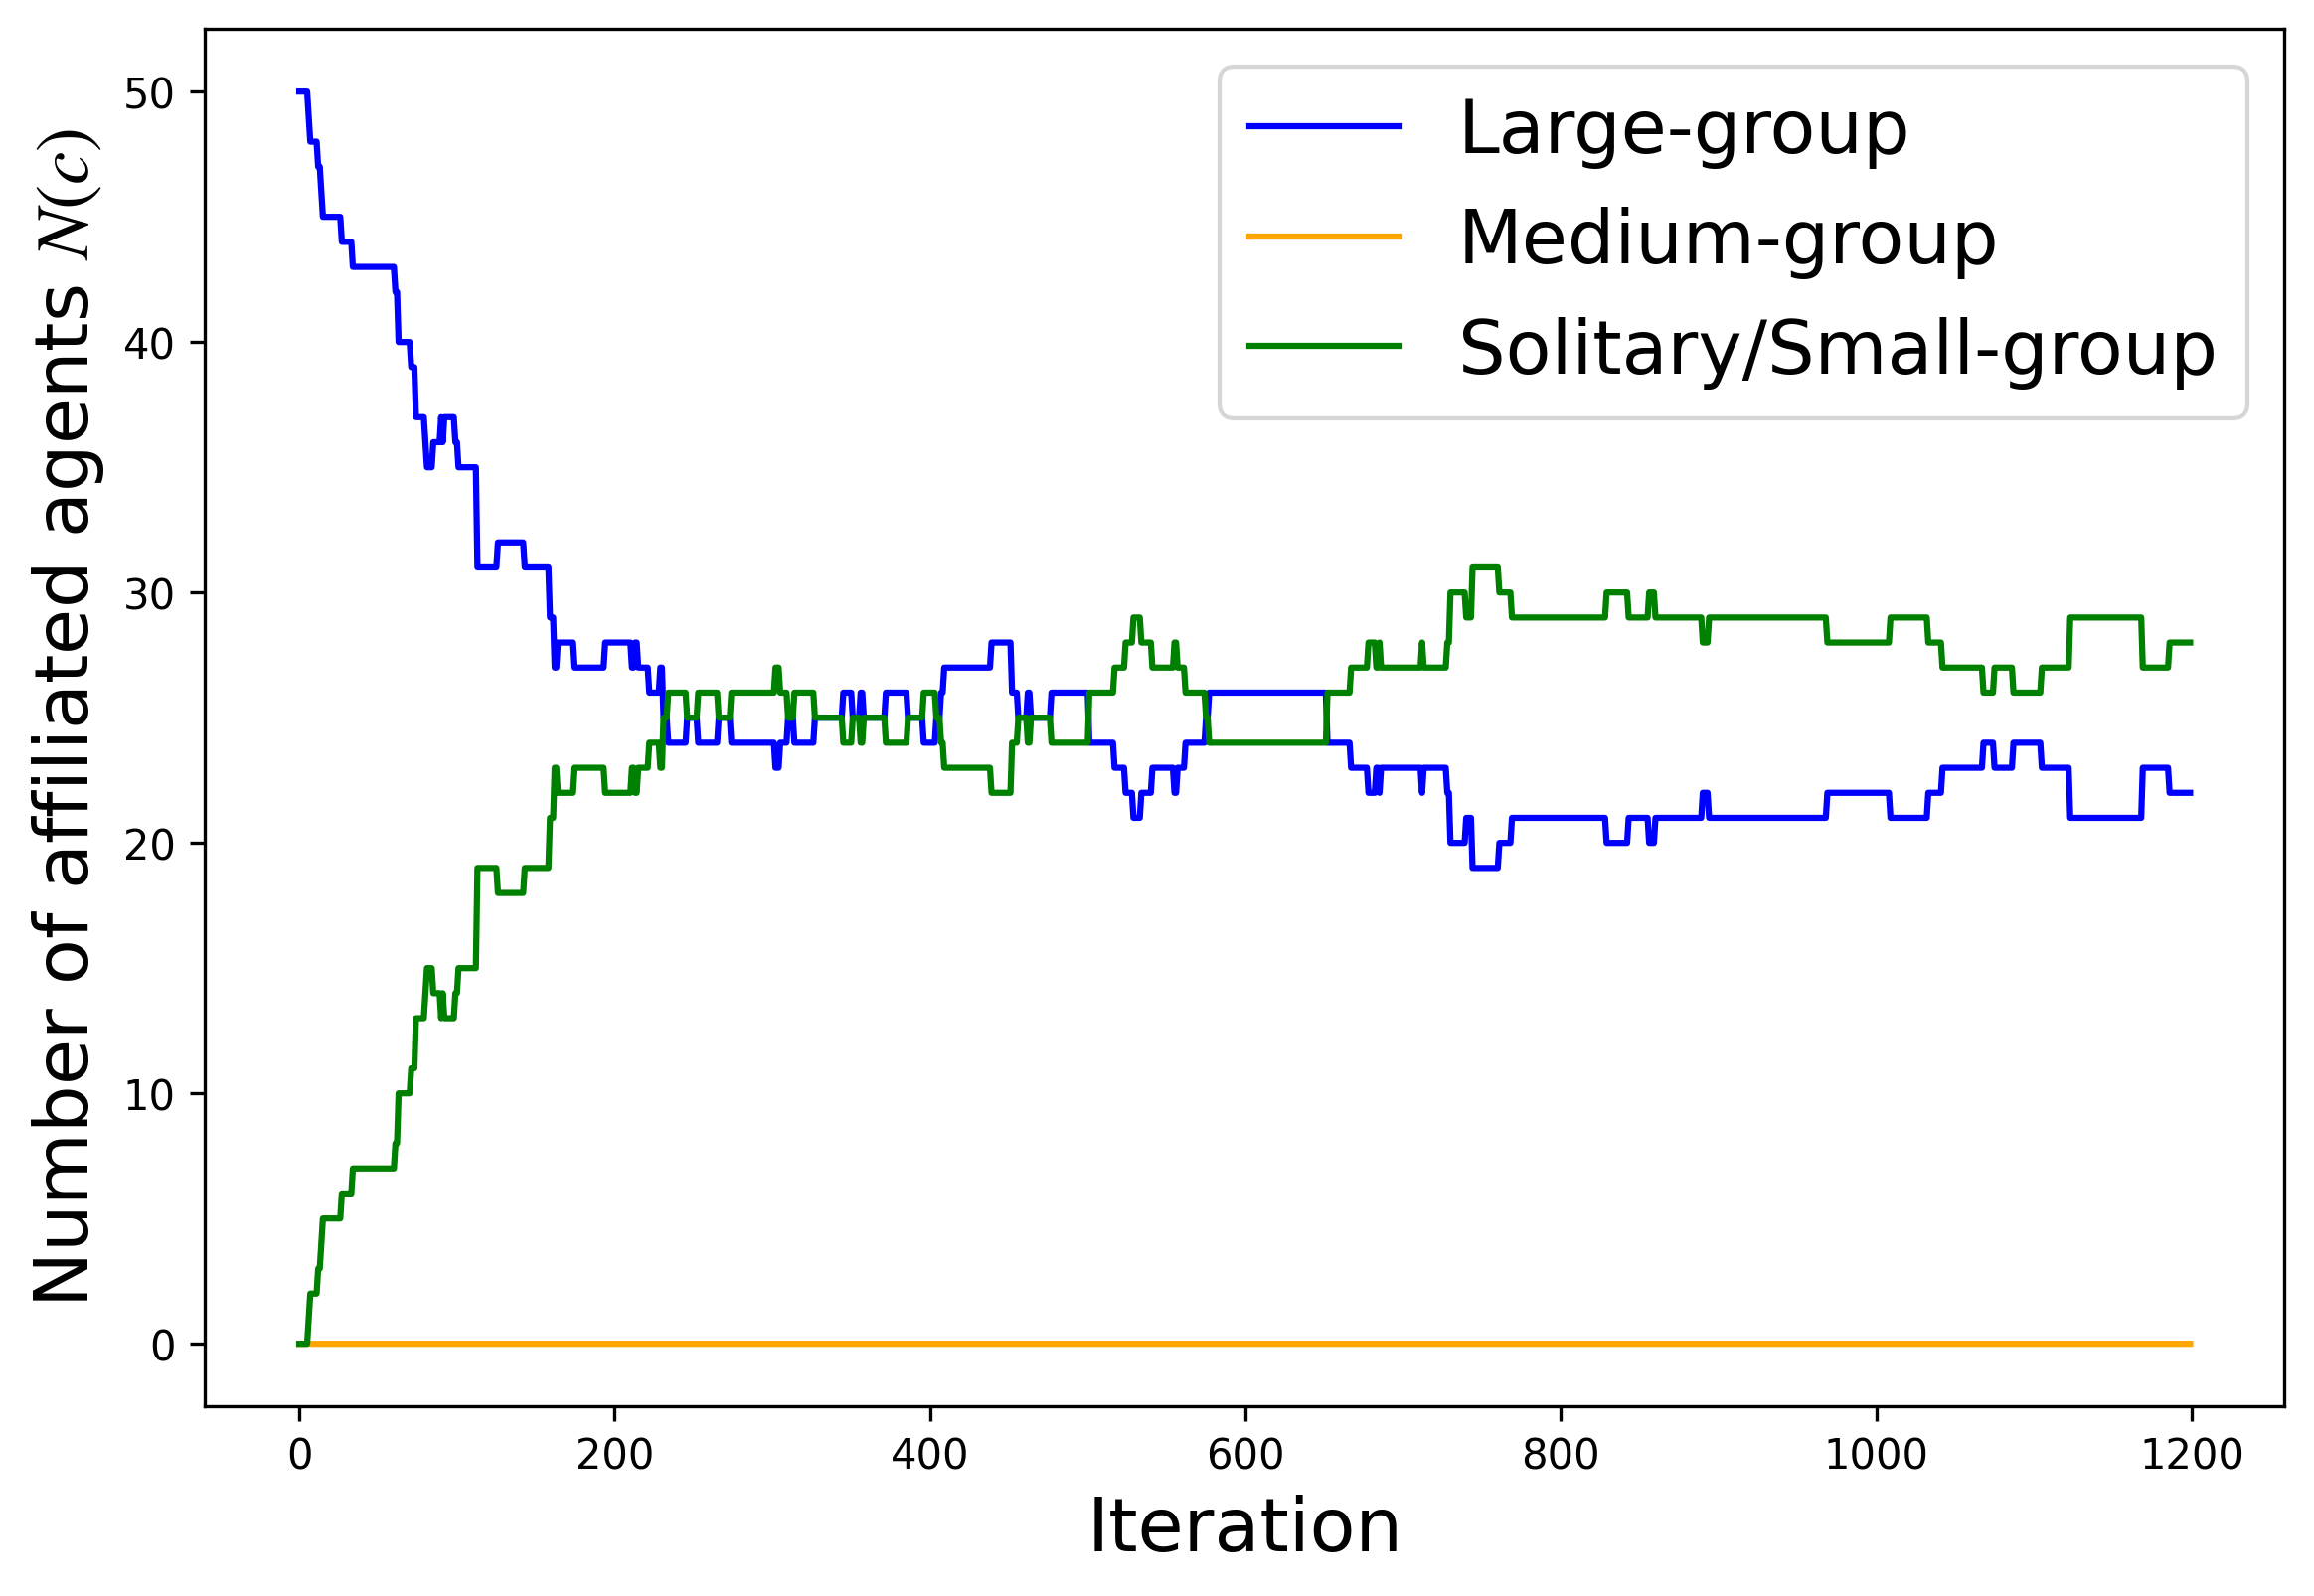 Number of affiliated agents N(c)
50
40
30
20
10
0
Large-group
Medium-group
Solitary/Small-group
0 200 400 600 800 1000 1200
Iteration